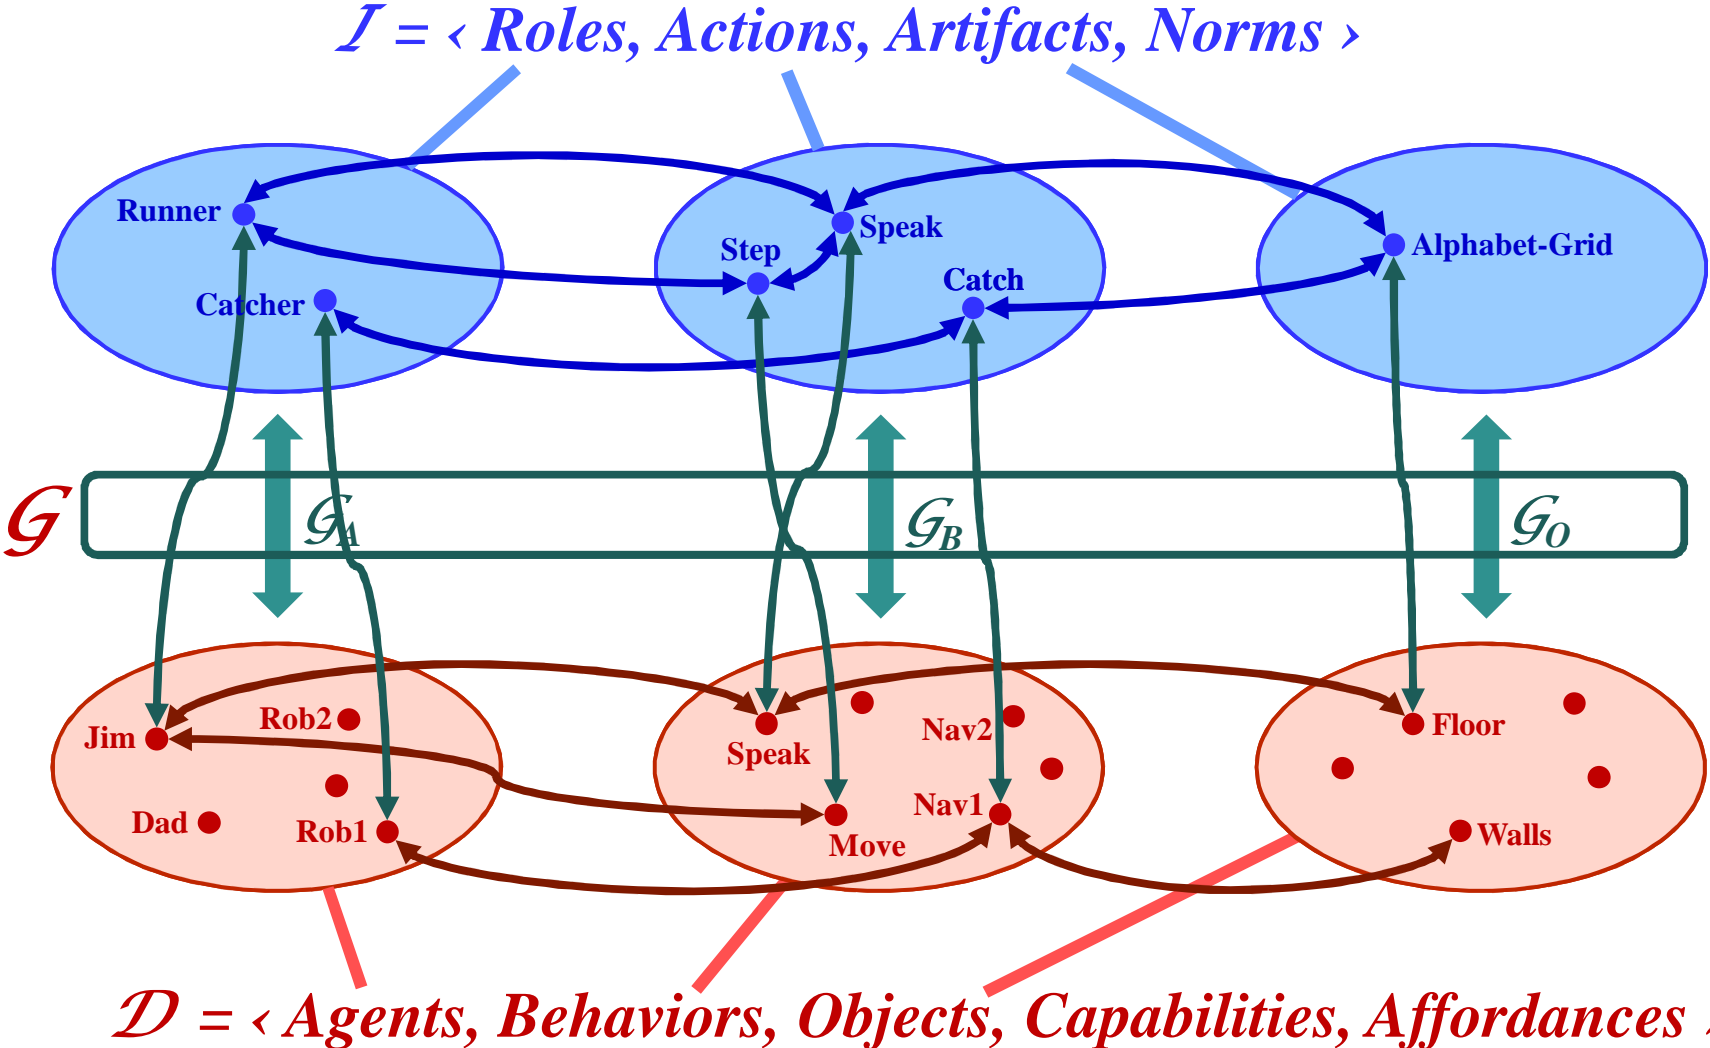 𝓘 = ‹ Roles, Actions, Artifacts, Norms ›
Runner
Catcher
Step
Speak
Catch
Alphabet-Grid
𝓖
𝓖A
𝓖B
𝓖O
Jim
Rob2
Dad
Rob1
Speak
Move
Nav2
Nav1
Floor
Walls
𝓓 = ‹ Agents, Behaviors, Objects, Capabilities, Affordances ›